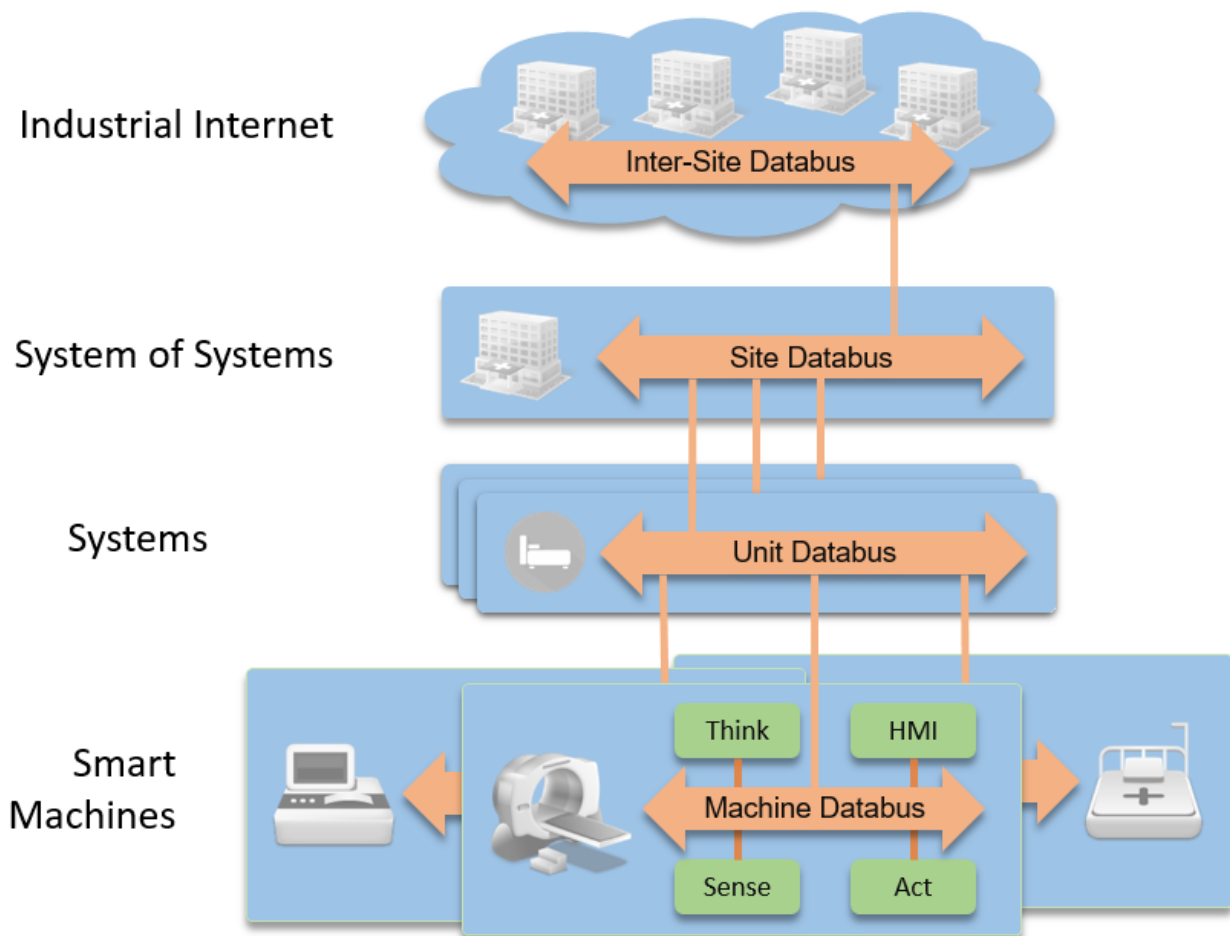 Industrial Internet
Inter-Site Databus
System of Systems
Site Databus
Systems
Unit Databus
Smart
Machines
Think
HMI
Machine Databus
Sense
Act